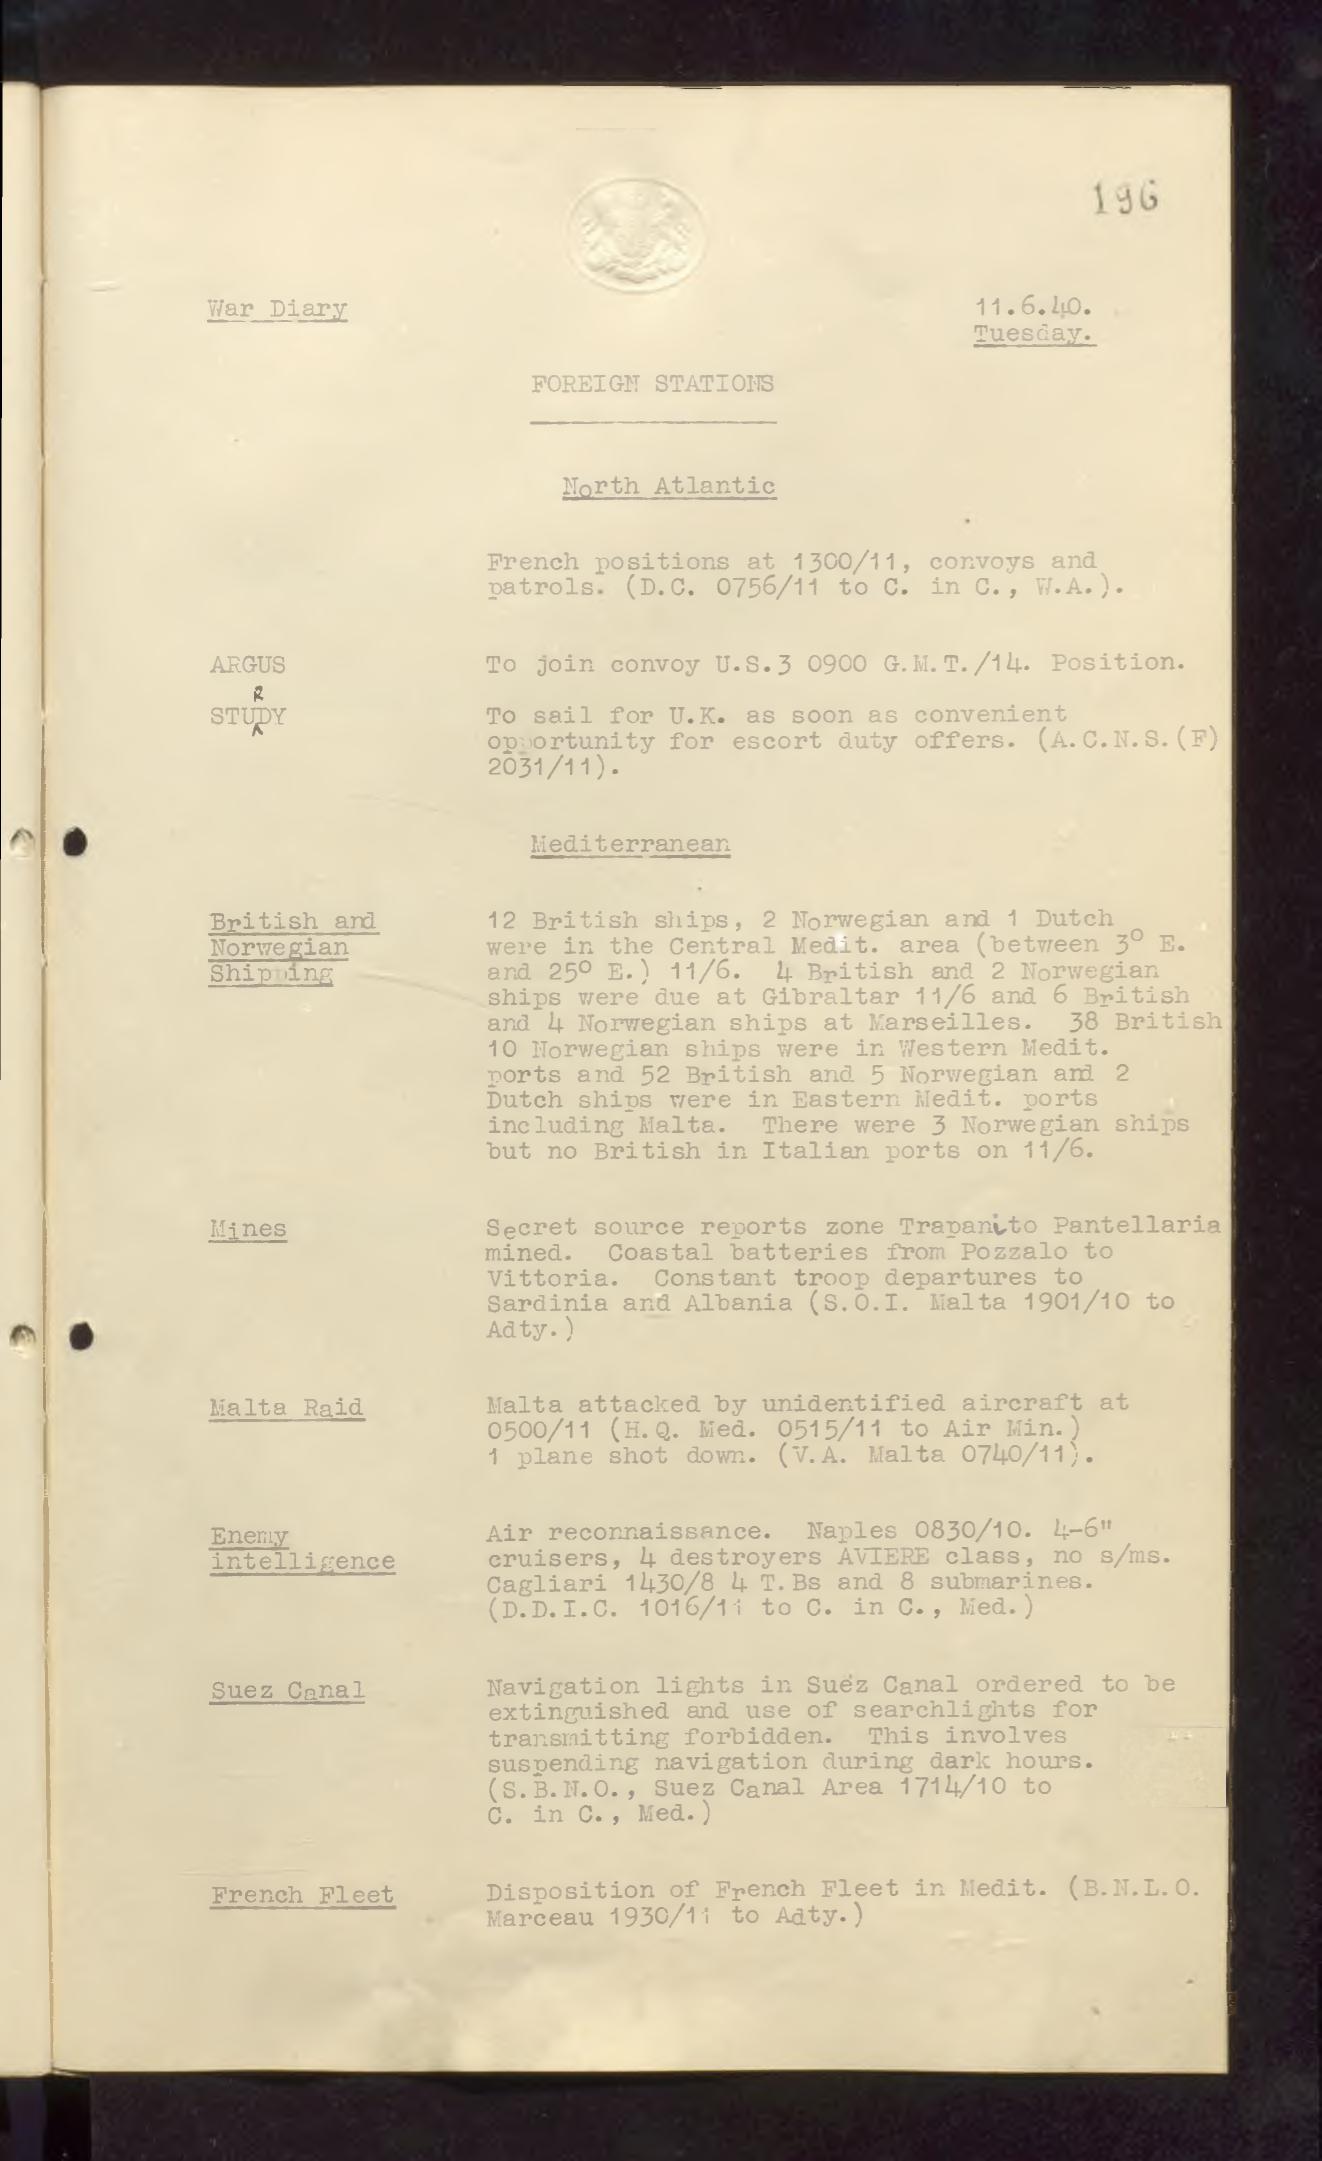 196
War Diary
11.6.40.
Tuesday.
FOREIGN STATIONS
North Atlantic
French positions at 1300/11, convoys and
patrols. (D.C. 0756/11 to C. in C., W.A.).
ARGUS
To join convoy U.S.3 0900 G.M.T./14. Position.
R
STUDY
To sail for U.K. as soon as convenient
opportunity for escort duty offers. (A.C.N.S.(F)
2031/11).
Mediterranean
British and
Norwegian
Shipping
12 British ships, 2 Norwegian and 1 Dutch
were in the Central Medit. area (between 3° E.
and 25° E.) 11/6. 4 British and 2 Norwegian
ships were due at Gibraltar 11/6 and 6 British
and 4 Norwegian ships at Marseilles. 38 British
10 Norwegian ships were in Western Medit.
ports and 52 British and 5 Norwegian and 2
Dutch ships were in Eastern Medit. ports
including Malta. There were 3 Norwegian ships
but no British in Italian ports on 11/6.
Mines
Secret source reports zone Trapani to Pantellaria
mined. Coastal batteries from Pozzalo to
Vittoria. Constant troop departures to
Sardinia and Albania (S.O.I. Malta 1901/10 to
Adty.)
Malta Raid
Malta attacked by unidentified aircraft at
0500/11 (H.Q. Med. 0515/11 to Air Min.)
1 plane shot down. (V.A. Malta 0740/11).
Enemy
intelligence
Air reconnaissance. Naples 0830/10. 4-6"
cruisers, 4 destroyers AVIERE class, no s/ms.
Cagliari 1430/8 4 T.Bs and 8 submarines.
(D.D.I.C. 1016/11 to C. in C., Med.)
Suez Canal
Navigation lights in Suez Canal ordered to be
extinguished and use of searchlights for
transmitting forbidden. This involves
suspending navigation during dark hours.
(S.B.N.O., Suez Canal Area 1714/10 to
C. in C., Med.)
French Fleet
Disposition of French Fleet in Medit. (B.N.L.O.
Marceau 1930/11 to Adty.)